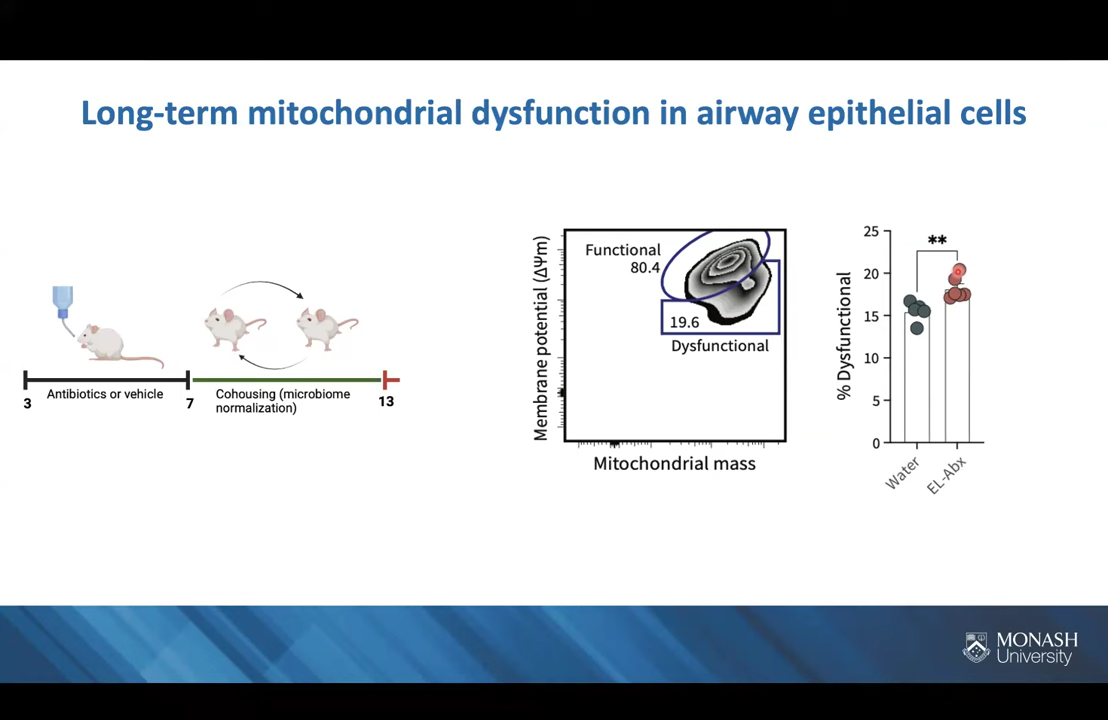 Long-term mitochondrial dysfunction in airway epithelial cells
Antibiotics or vehicle
Cohousing (microbiome
normalization)
3
7
13
Membrane potential (ΔΨm)
Functional
80.4
19.6
Dysfunctional
Mitochondrial mass
% Dysfunctional
25
20
15
10
5
0
**
Water
EL-Abx
MONASH
University